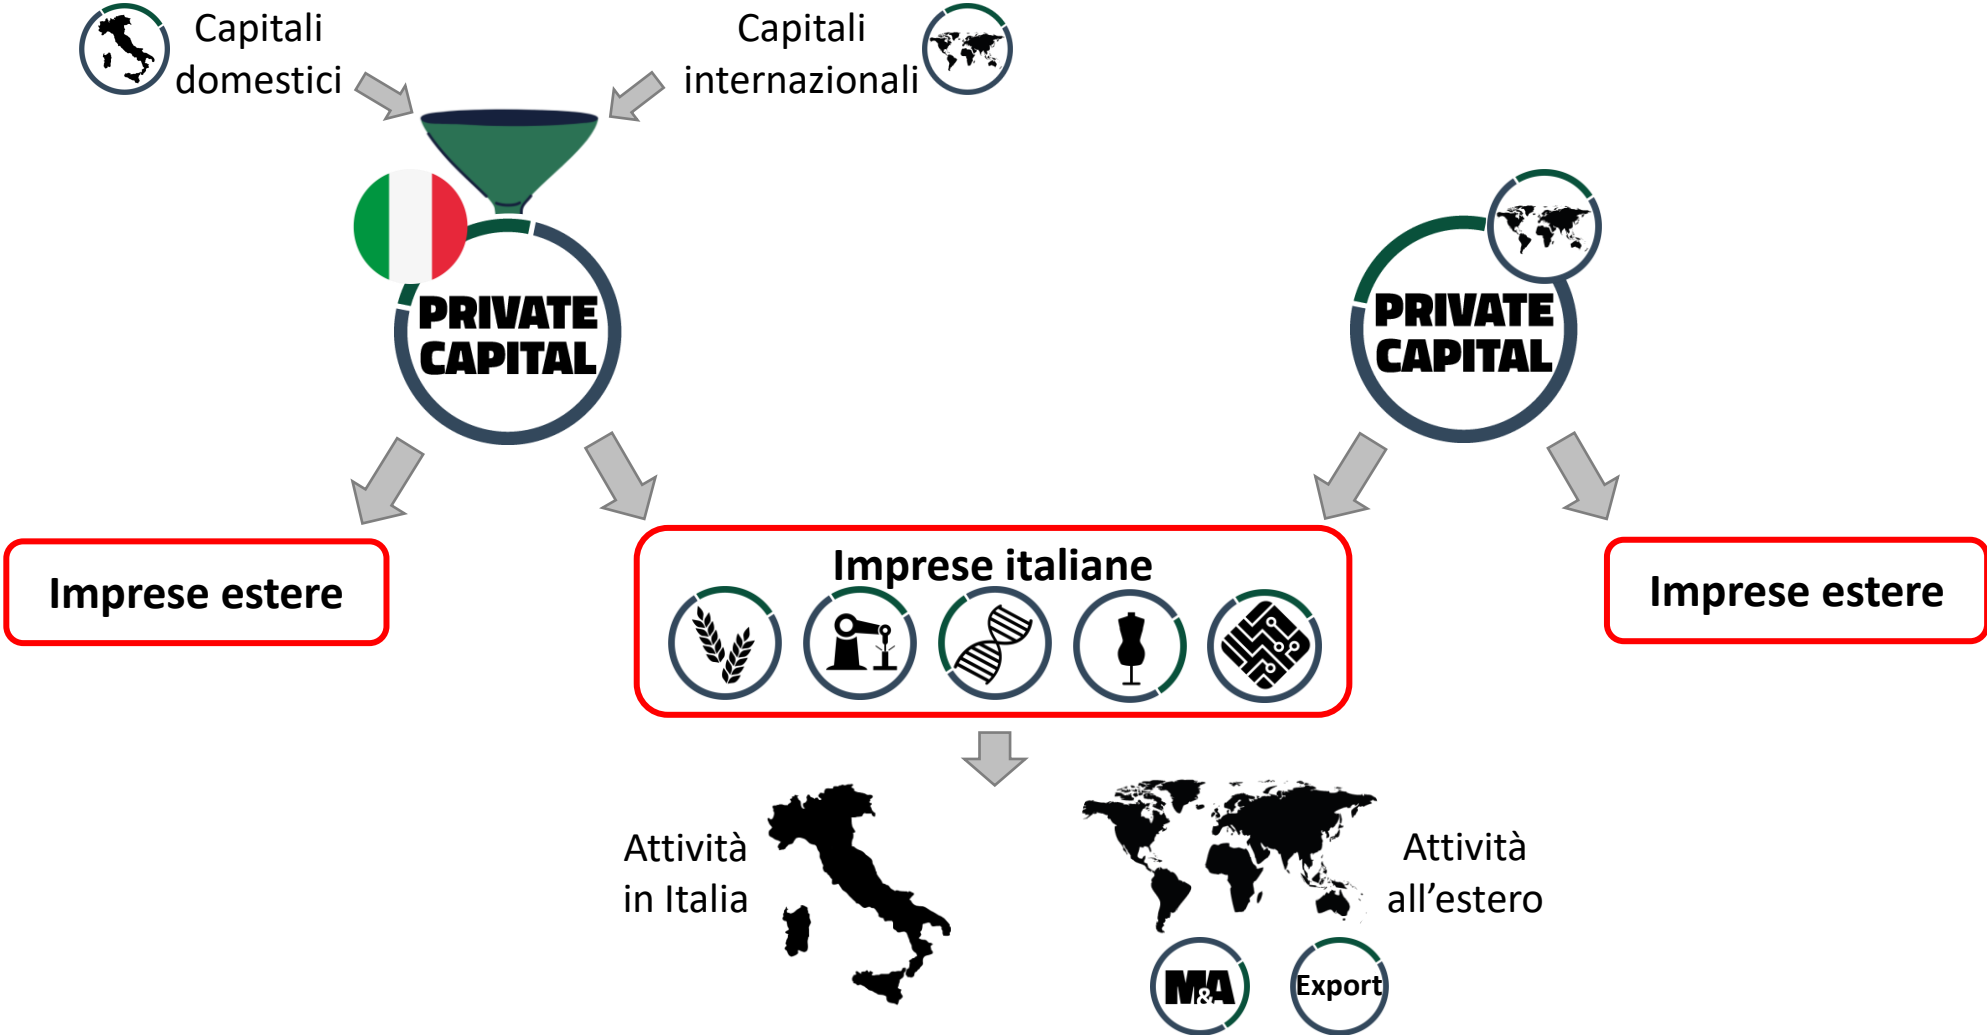 Capitali
domestici
Capitali
internazionali
PRIVATE
CAPITAL
PRIVATE
CAPITAL
Imprese estere
Imprese italiane
Imprese estere
Attività
in Italia
Attività
all’estero
M&A
Export